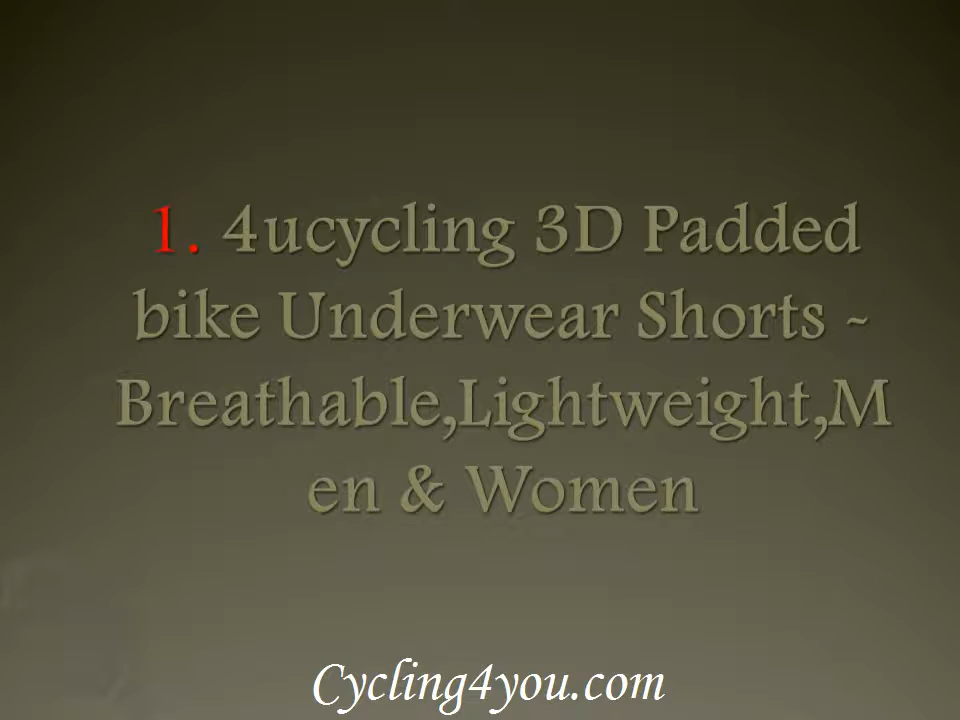 1. 4ucycling 3D Padded
bike Underwear Shorts -
Breathable,Lightweight,M
en & Women
Cycling4you.com